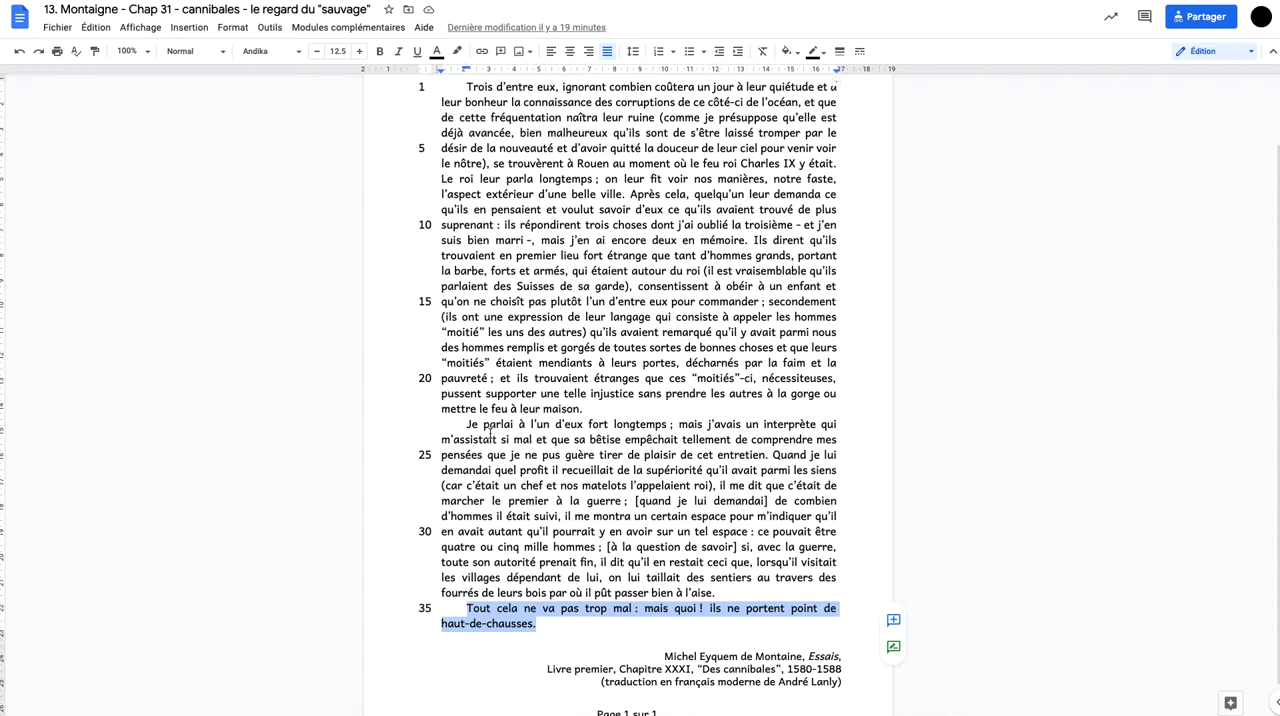 13. Montaigne - Chap 31 - cannibales - le regard du "sauvage"
Partager
Fichier Édition Affichage Insertion Format Outils Modules complémentaires Aide Dernière modification il y a 19 minutes
100% Normal Andika 12.5 B I U A Édition
2 1 1 2 3 4 5 6 7 8 9 10 11 12 13 14 15 16 17 18 19
1 Trois d'entre eux, ignorant combien coûtera un jour à leur quiétude et à
leur bonheur la connaissance des corruptions de ce côté-ci de l'océan, et que
de cette fréquentation naîtra leur ruine (comme je présuppose qu'elle est
déjà avancée, bien malheureux qu'ils sont de s'être laissé tromper par le
5 désir de la nouveauté et d'avoir quitté la douceur de leur ciel pour venir voir
le nôtre), se trouvèrent à Rouen au moment où le feu roi Charles IX y était.
Le roi leur parla longtemps ; on leur fit voir nos manières, notre faste,
l'aspect extérieur d'une belle ville. Après cela, quelqu'un leur demanda ce
qu'ils en pensaient et voulut savoir d'eux ce qu'ils avaient trouvé de plus
10 suprenant : ils répondirent trois choses dont j'ai oublié la troisième - et j'en
suis bien marri -, mais j'en ai encore deux en mémoire. Ils dirent qu'ils
trouvaient en premier lieu fort étrange que tant d'hommes grands, portant
la barbe, forts et armés, qui étaient autour du roi (il est vraisemblable qu'ils
parlaient des Suisses de sa garde), consentissent à obéir à un enfant et
15 qu'on ne choisît pas plutôt l'un d'entre eux pour commander ; secondement
(ils ont une expression de leur langage qui consiste à appeler les hommes
“moitié” les uns des autres) qu'ils avaient remarqué qu'il y avait parmi nous
des hommes remplis et gorgés de toutes sortes de bonnes choses et que leurs
“moitiés” étaient mendiants à leurs portes, décharnés par la faim et la
20 pauvreté ; et ils trouvaient étranges que ces “moitiés”-ci, nécessiteuses,
pussent supporter une telle injustice sans prendre les autres à la gorge ou
mettre le feu à leur maison.
Je parlai à l'un d'eux fort longtemps ; mais j'avais un interprète qui
m'assistait si mal et que sa bêtise empêchait tellement de comprendre mes
25 pensées que je ne pus guère tirer de plaisir de cet entretien. Quand je lui
demandai quel profit il recueillait de la supériorité qu'il avait parmi les siens
(car c'était un chef et nos matelots l'appelaient roi), il me dit que c'était de
marcher le premier à la guerre ; [quand je lui demandai] de combien
d'hommes il était suivi, il me montra un certain espace pour m'indiquer qu'il
30 en avait autant qu'il pourrait y en avoir sur un tel espace : ce pouvait être
quatre ou cinq mille hommes ; [à la question de savoir] si, avec la guerre,
toute son autorité prenait fin, il dit qu'il en restait ceci que, lorsqu'il visitait
les villages dépendant de lui, on lui taillait des sentiers au travers des
fourrés de leurs bois par où il pût passer bien à l'aise.
35 Tout cela ne va pas trop mal : mais quoi ! ils ne portent point de
haut-de-chausses.
Michel Eyquem de Montaine, Essais,
Livre premier, Chapitre XXXI, “Des cannibales”, 1580-1588
(traduction en français moderne de André Lanly)
Page 1 sur 1